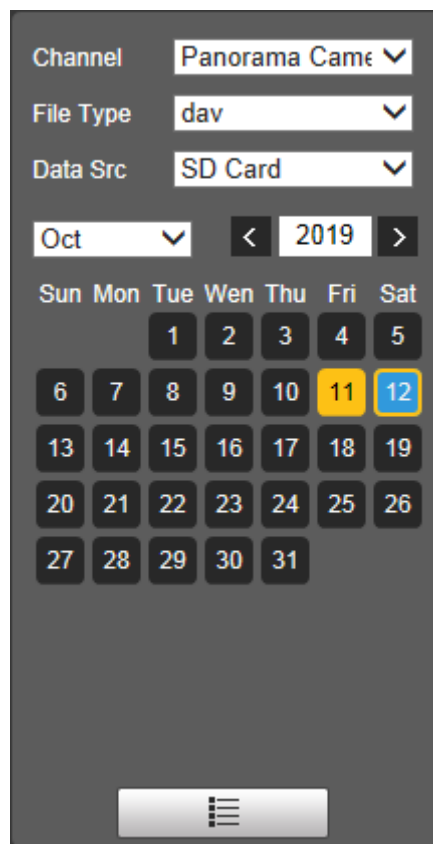 Channel Panorama Came
File Type dav
Data Src SD Card
Oct < 2019 >
Sun Mon Tue Wen Thu Fri Sat
1 2 3 4 5
6 7 8 9 10 11 12
13 14 15 16 17 18 19
20 21 22 23 24 25 26
27 28 29 30 31